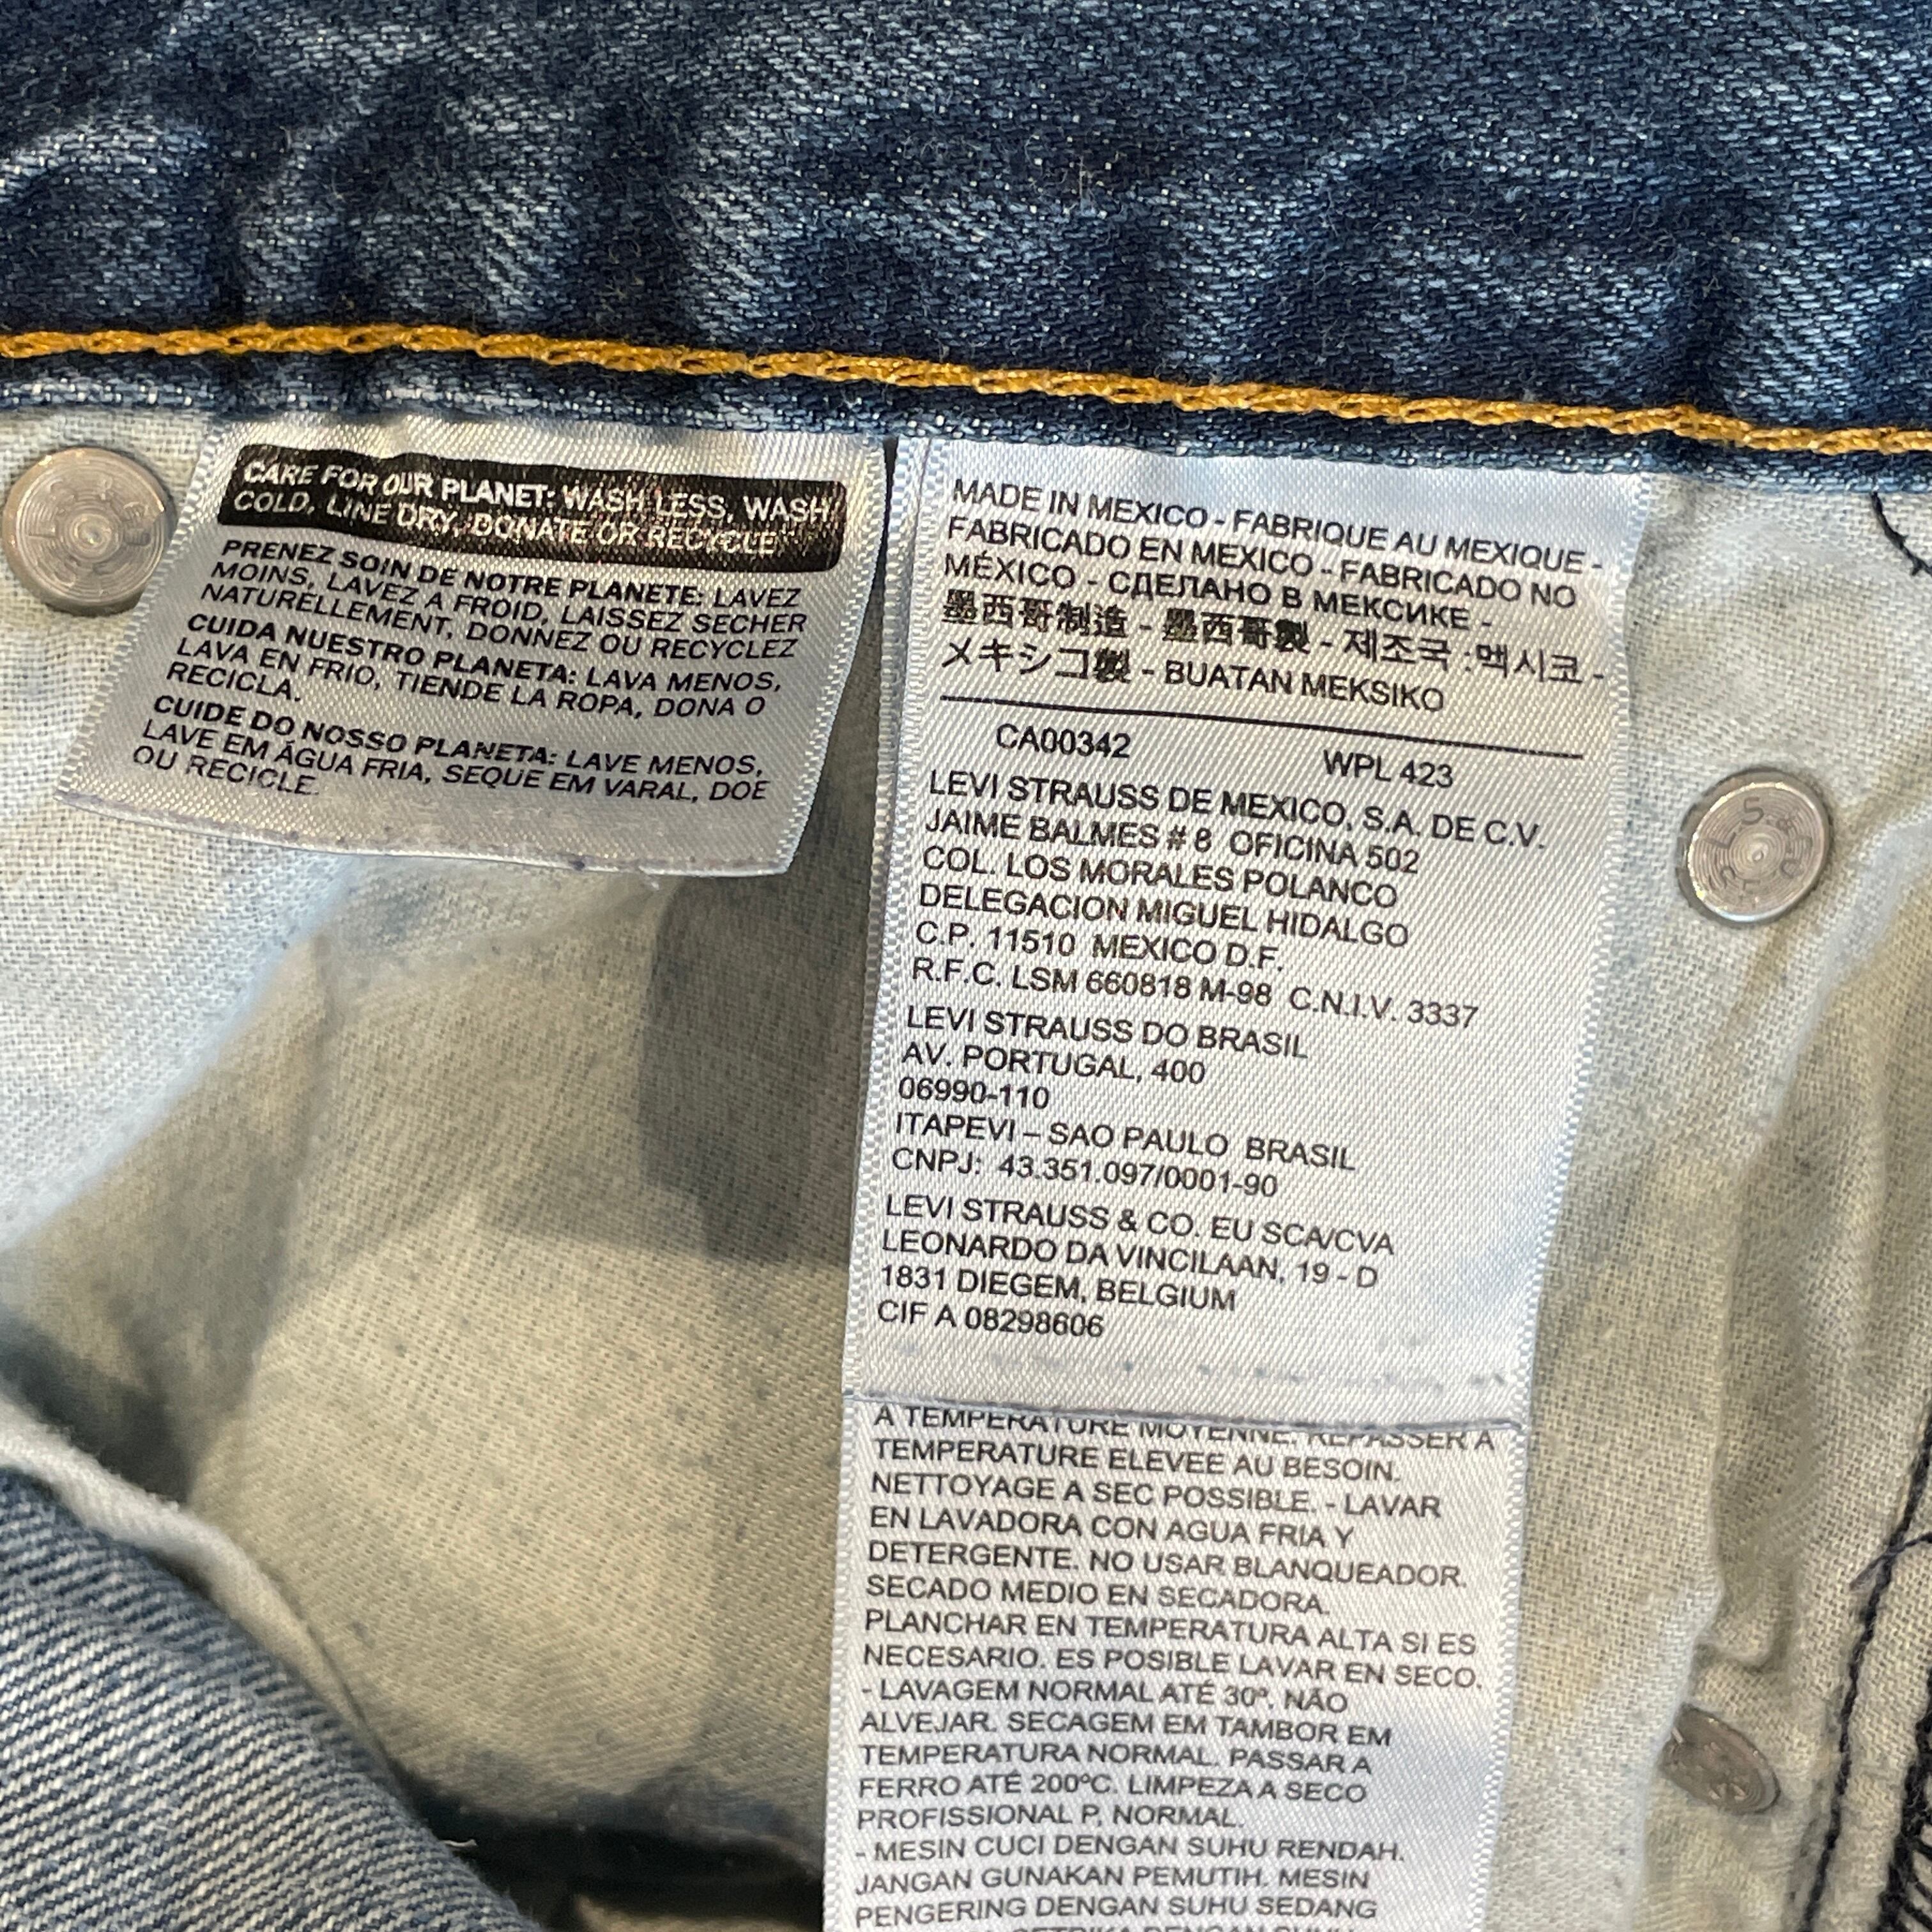 CARE FOR OUR PLANET: WASH LESS, WASH
COLD, LINE DRY, DONATE OR RECYCLE
PRENEZ SOIN DE NOTRE PLANETE: LAVEZ
MOINS, LAVEZ A FROID, LAISSEZ SECHER
NATURELLEMENT, DONNEZ OU RECYCLEZ
CUIDA NUESTRO PLANETA: LAVA MENOS,
LAVA EN FRIO, TIENDE LA ROPA, DONA O
RECICLA.
CUIDE DO NOSSO PLANETA: LAVE MENOS,
LAVE EM ÁGUA FRIA, SEQUE EM VARAL, DOE
OU RECICLE.
MADE IN MEXICO - FABRIQUE AU MEXIQUE -
FABRICADO EN MEXICO - FABRICADO NO
MÉXICO - СДЕЛАНО В МЕКСИКЕ -
墨西哥制造 - 墨西哥製 - 제조국 :멕시코 -
メキシコ製 - BUATAN MEKSIKO
CA00342 WPL 423
LEVI STRAUSS DE MEXICO, S.A. DE C.V.
JAIME BALMES # 8 OFICINA 502
COL. LOS MORALES POLANCO
DELEGACION MIGUEL HIDALGO
C.P. 11510 MEXICO D.F.
R.F.C. LSM 660818 M-98 C.N.I.V. 3337
LEVI STRAUSS DO BRASIL
AV. PORTUGAL, 400
06990-110
ITAPEVI – SAO PAULO BRASIL
CNPJ: 43.351.097/0001-90
LEVI STRAUSS & CO. EU SCA/CVA
LEONARDO DA VINCILAAN, 19 - D
1831 DIEGEM, BELGIUM
CIF A 08298606
A TEMPERATURE MOYENNE. REPASSER A
TEMPERATURE ELEVEE AU BESOIN.
NETTOYAGE A SEC POSSIBLE. - LAVAR
EN LAVADORA CON AGUA FRIA Y
DETERGENTE. NO USAR BLANQUEADOR.
SECADO MEDIO EN SECADORA.
PLANCHAR EN TEMPERATURA ALTA SI ES
NECESARIO. ES POSIBLE LAVAR EN SECO.
- LAVAGEM NORMAL ATÉ 30º. NÃO
ALVEJAR. SECAGEM EM TAMBOR EM
TEMPERATURA NORMAL. PASSAR A
FERRO ATÉ 200ºC. LIMPEZA A SECO
PROFISSIONAL P, NORMAL.
- MESIN CUCI DENGAN SUHU RENDAH.
JANGAN GUNAKAN PEMUTIH. MESIN
PENGERING DENGAN SUHU SEDANG